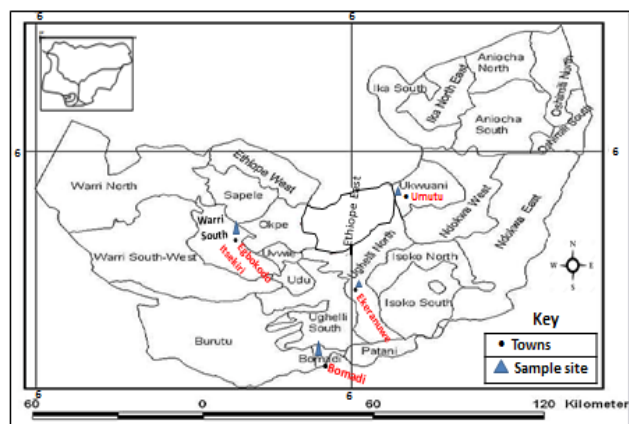 6 6
Aniocha North
Ika South
Ika North East
Oshimili North
Aniocha South
Oshimili South
6 6
Ethiope West
Ukwuani
Umutu
Warri North
Sapele
Ethiope East
Ndokwa West
Ndokwa East
Warri South
Okpe
Egbokodo Itsekiri
Uvwie
Ughelli North
Isoko North
N
W E
S
Warri South-West
Udu
Ekeranuwe
Isoko South
Ughelli South
Key
• Towns
Sample site
Burutu
Bomadi
Patani
Bomadi
6 6
60 0 60 120 Kilometer